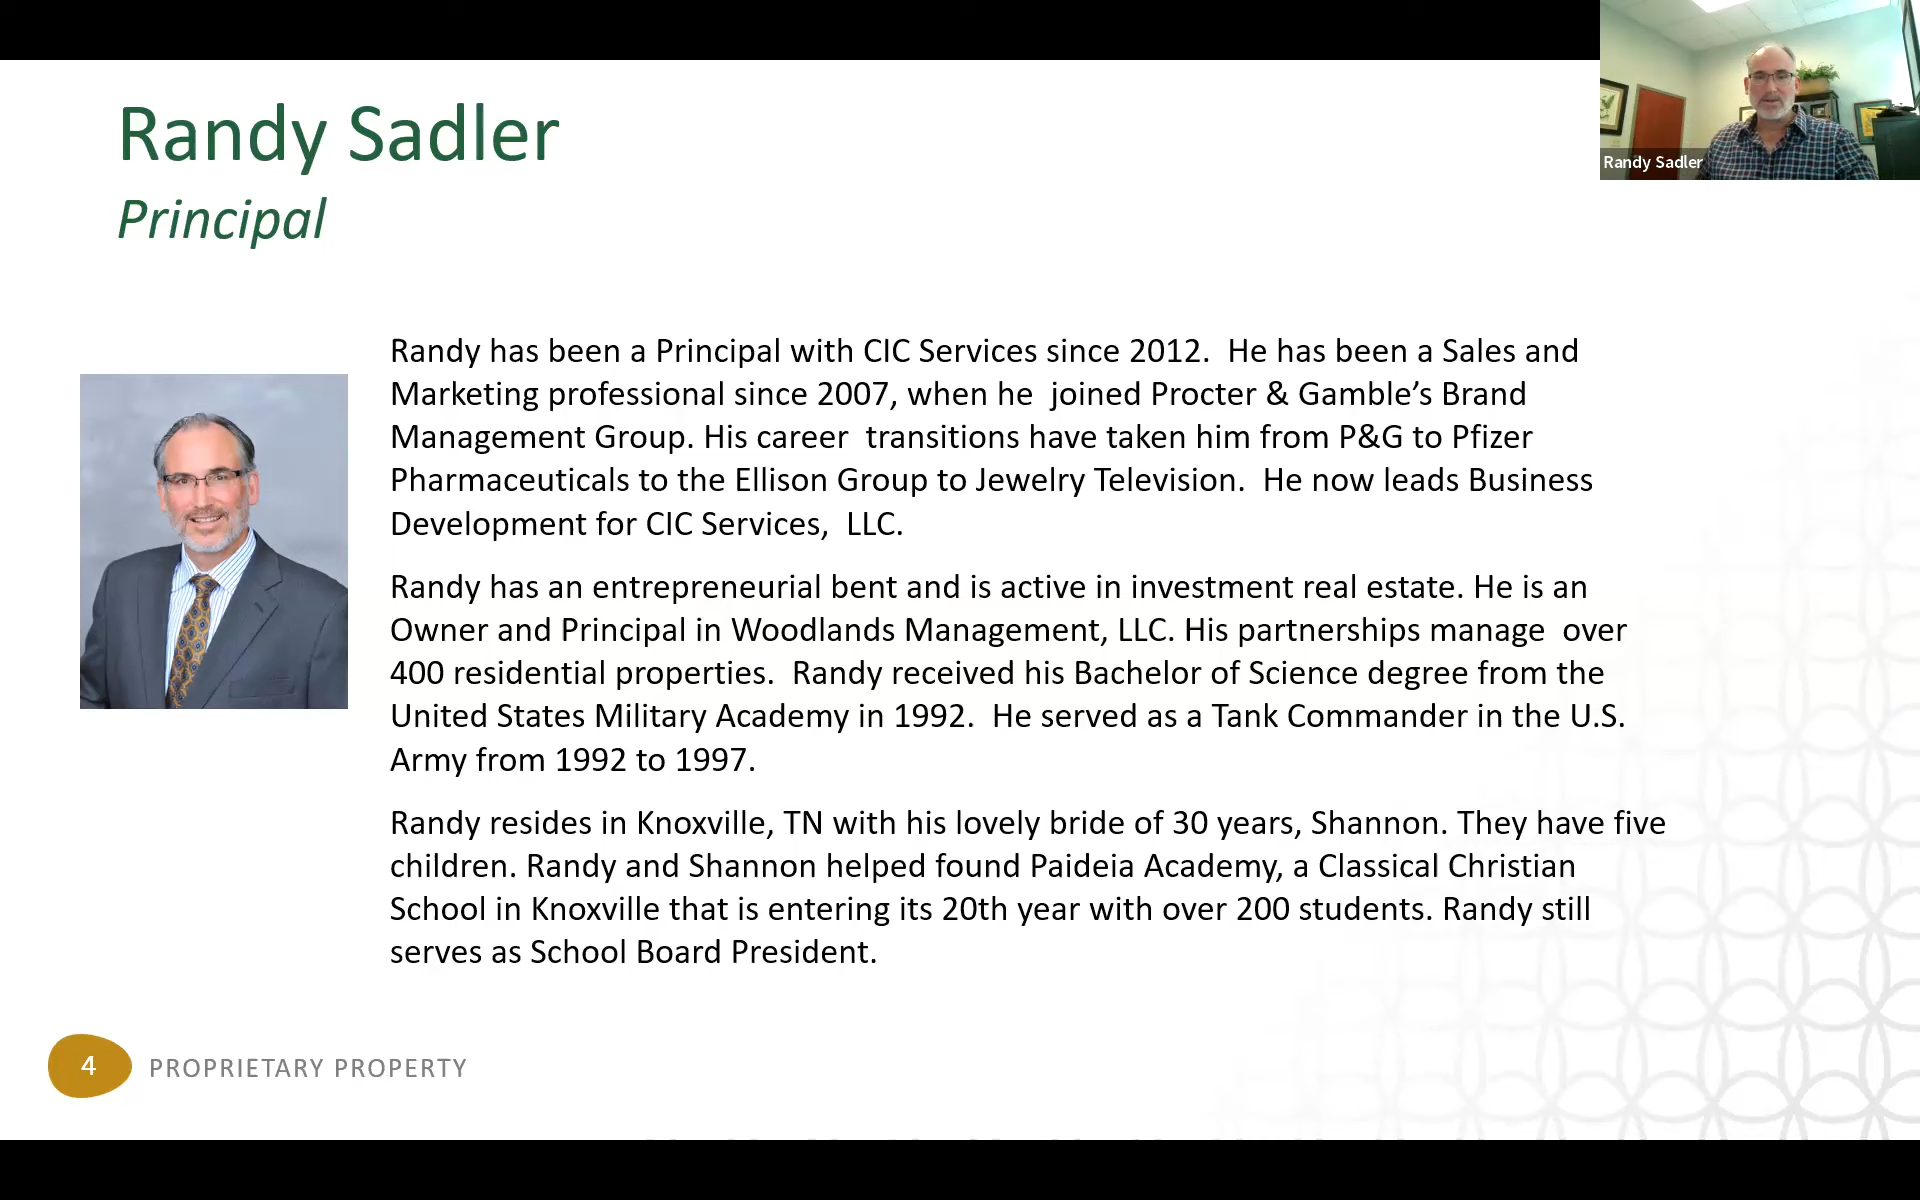 Randy Sadler
Principal
Randy Sadler
Randy has been a Principal with CIC Services since 2012.  He has been a Sales and
Marketing professional since 2007, when he  joined Procter & Gamble’s Brand
Management Group. His career  transitions have taken him from P&G to Pfizer
Pharmaceuticals to the Ellison Group to Jewelry Television.  He now leads Business
Development for CIC Services,  LLC.
Randy has an entrepreneurial bent and is active in investment real estate. He is an
Owner and Principal in Woodlands Management, LLC. His partnerships manage  over
400 residential properties.  Randy received his Bachelor of Science degree from the
United States Military Academy in 1992.  He served as a Tank Commander in the U.S.
Army from 1992 to 1997.
Randy resides in Knoxville, TN with his lovely bride of 30 years, Shannon. They have five
children. Randy and Shannon helped found Paideia Academy, a Classical Christian
School in Knoxville that is entering its 20th year with over 200 students. Randy still
serves as School Board President.
4 PROPRIETARY PROPERTY